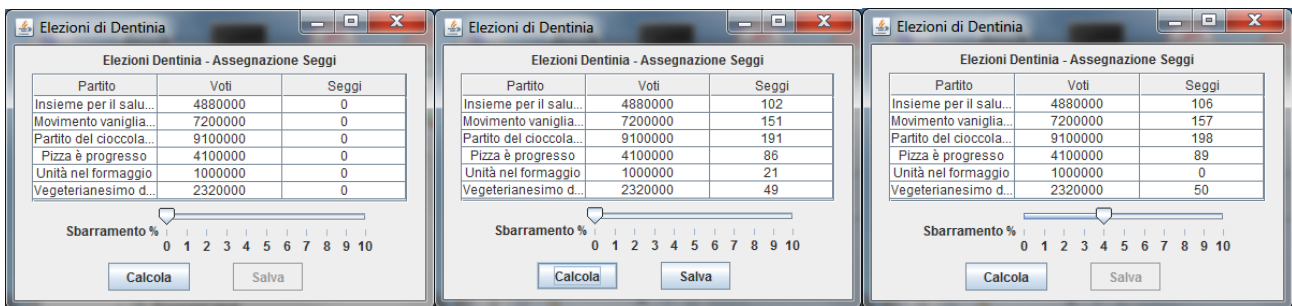 Elezioni di Dentinia
Elezioni Dentinia - Assegnazione Seggi
Partito Voti Seggi
Insieme per il salu... 4880000 0
Movimento vaniglia... 7200000 0
Partito del cioccola... 9100000 0
Pizza è progresso 4100000 0
Unità nel formaggio 1000000 0
Vegeterianesimo d... 2320000 0
Sbarramento %
0 1 2 3 4 5 6 7 8 9 10
Calcola Salva
Elezioni di Dentinia
Elezioni Dentinia - Assegnazione Seggi
Partito Voti Seggi
Insieme per il salu... 4880000 102
Movimento vaniglia... 7200000 151
Partito del cioccola... 9100000 191
Pizza è progresso 4100000 86
Unità nel formaggio 1000000 21
Vegeterianesimo d... 2320000 49
Sbarramento %
0 1 2 3 4 5 6 7 8 9 10
Calcola Salva
Elezioni di Dentinia
Elezioni Dentinia - Assegnazione Seggi
Partito Voti Seggi
Insieme per il salu... 4880000 106
Movimento vaniglia... 7200000 157
Partito del cioccola... 9100000 198
Pizza è progresso 4100000 89
Unità nel formaggio 1000000 0
Vegeterianesimo d... 2320000 50
Sbarramento %
0 1 2 3 4 5 6 7 8 9 10
Calcola Salva